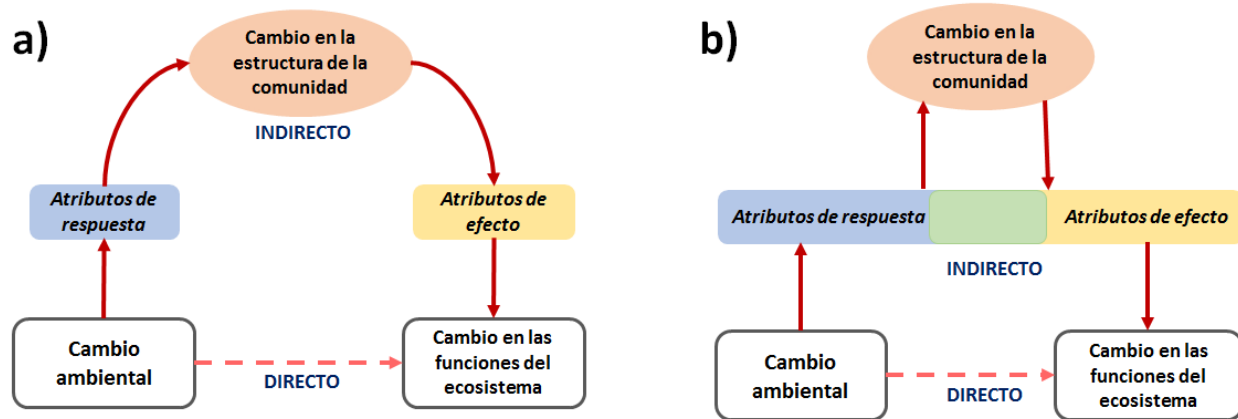 a)
Cambio en la
estructura de la
comunidad
INDIRECTO
Atributos de
respuesta
Atributos de
efecto
Cambio
ambiental
DIRECTO
Cambio en las
funciones del
ecosistema
b)
Cambio en la
estructura de la
comunidad
Atributos de respuesta
Atributos de efecto
INDIRECTO
Cambio
ambiental
DIRECTO
Cambio en las
funciones del
ecosistema